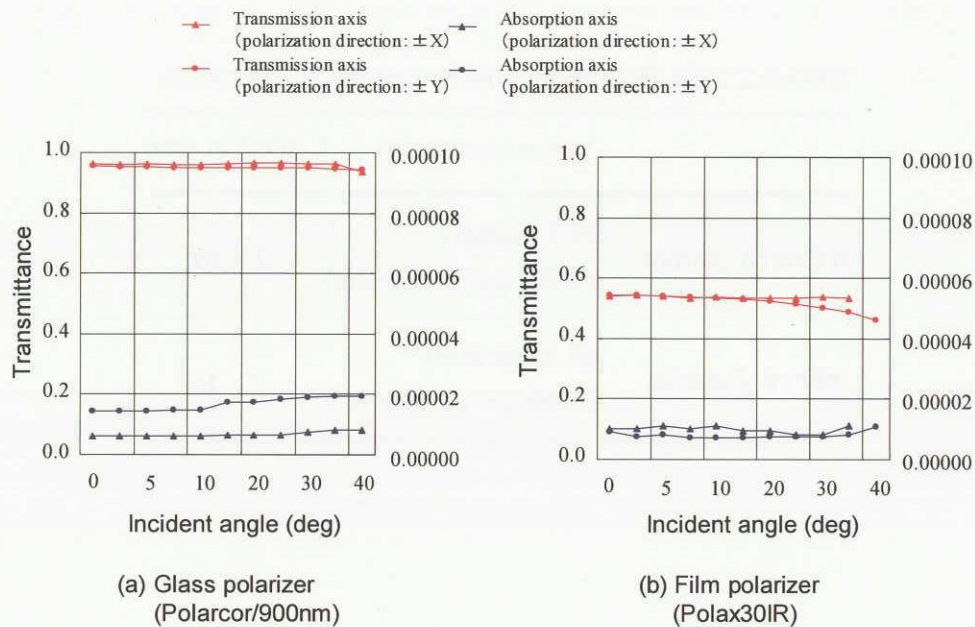 Transmission axis
(polarization direction: ±X)
Absorption axis
(polarization direction: ±X)
Transmission axis
(polarization direction: ±Y)
Absorption axis
(polarization direction: ±Y)
1.0
0.8
0.6
0.4
0.2
0.0
Transmittance
0.00010
0.00008
0.00006
0.00004
0.00002
0.00000
0 5 10 20 30 40
Incident angle (deg)
(a) Glass polarizer
(Polarcor/900nm)
1.0
0.8
0.6
0.4
0.2
0.0
Transmittance
0.00010
0.00008
0.00006
0.00004
0.00002
0.00000
0 5 10 20 30 40
Incident angle (deg)
(b) Film polarizer
(Polax30IR)